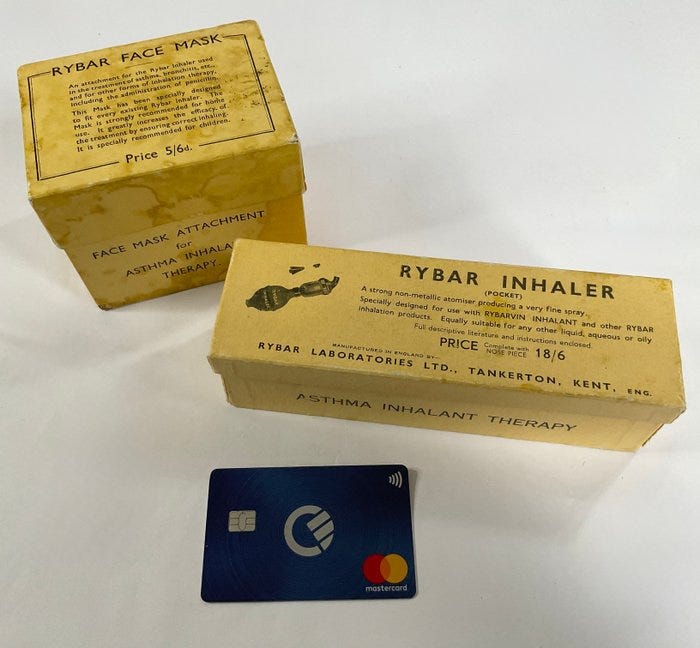 RYBAR FACE MASK
An attachment for the Rybar Inhaler used
in the treatment of asthma, bronchitis, etc.,
and for other forms of inhalation therapy,
including the administration of penicillin.
This Mask has been specially designed
to fit every existing Rybar Inhaler. The
Mask is strongly recommended for home
use. It greatly increases the efficacy of
the treatment by ensuring correct inhaling.
It is specially recommended for children.
Price 5/6d.
FACE MASK ATTACHMENT
for
ASTHMA INHALA
THERAPY.
RYBAR INHALER
(POCKET)
A strong non-metallic atomiser producing a very fine spray.
Specially designed for use with RYBARVIN INHALANT and other RYBAR
inhalation products. Equally suitable for any other liquid, aqueous or oily
Full descriptive literature and instructions enclosed.
PRICE Complete with NOSE PIECE 18/6
MANUFACTURED IN ENGLAND BY—
RYBAR LABORATORIES LTD., TANKERTON, KENT, ENG.
ASTHMA INHALANT THERAPY
mastercard